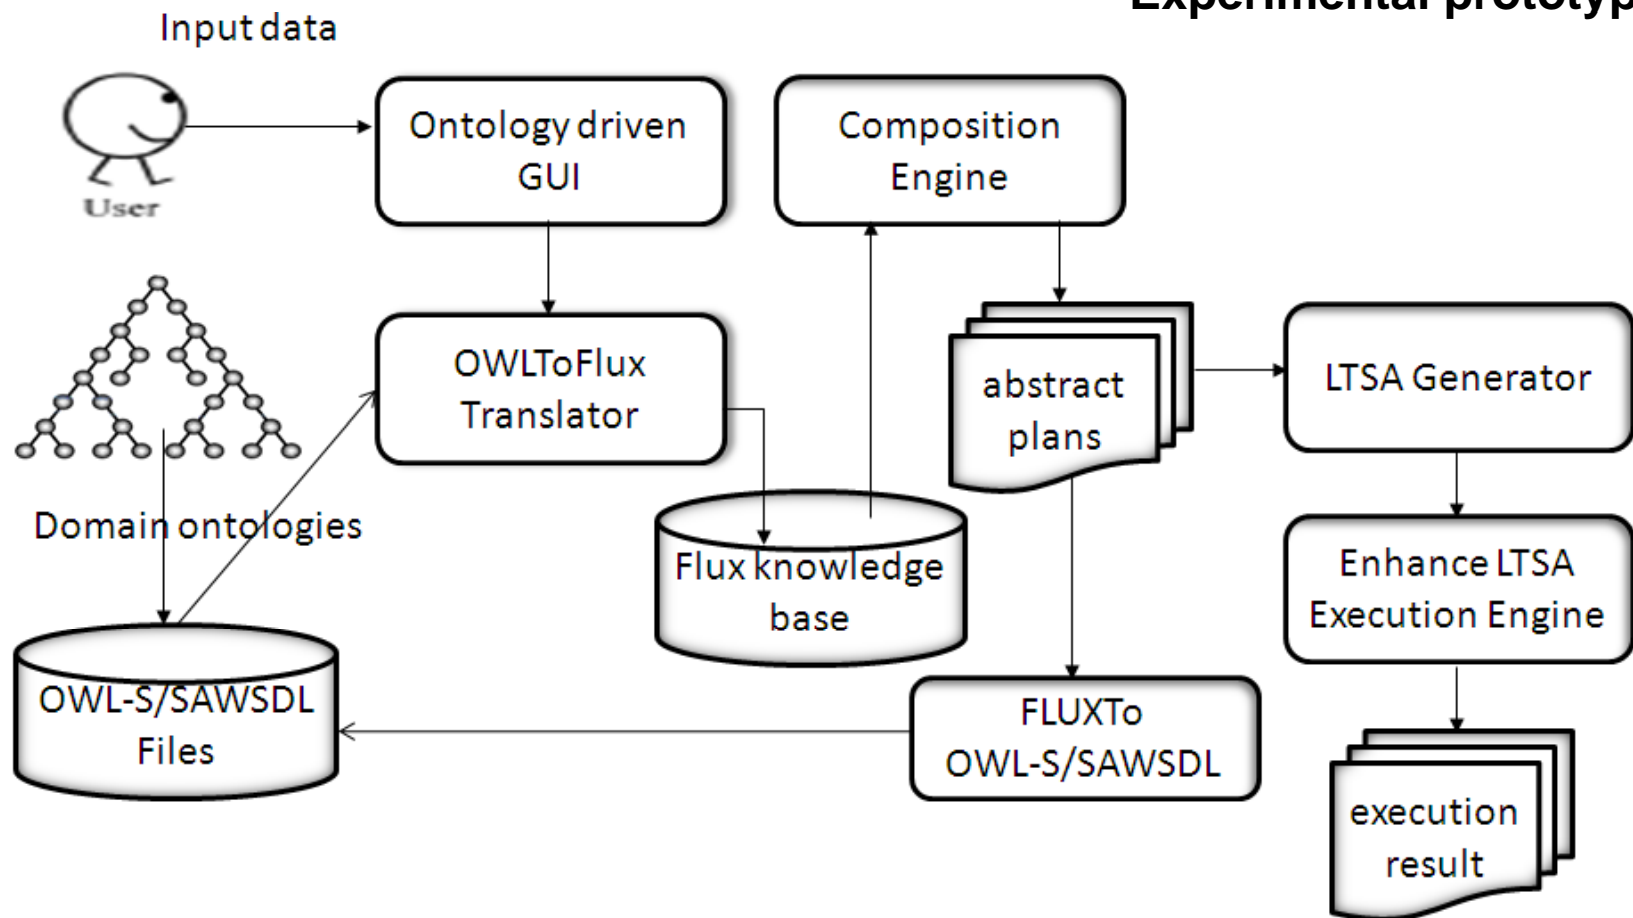 Experimental prototyp
Input data
Ontology driven
GUI
Composition
Engine
User
OWLToFlux
Translator
abstract
plans
LTSA Generator
Domain ontologies
Flux knowledge
base
Enhance LTSA
Execution Engine
OWL-S/SAWSDL
Files
FLUXTo
OWL-S/SAWSDL
execution
result